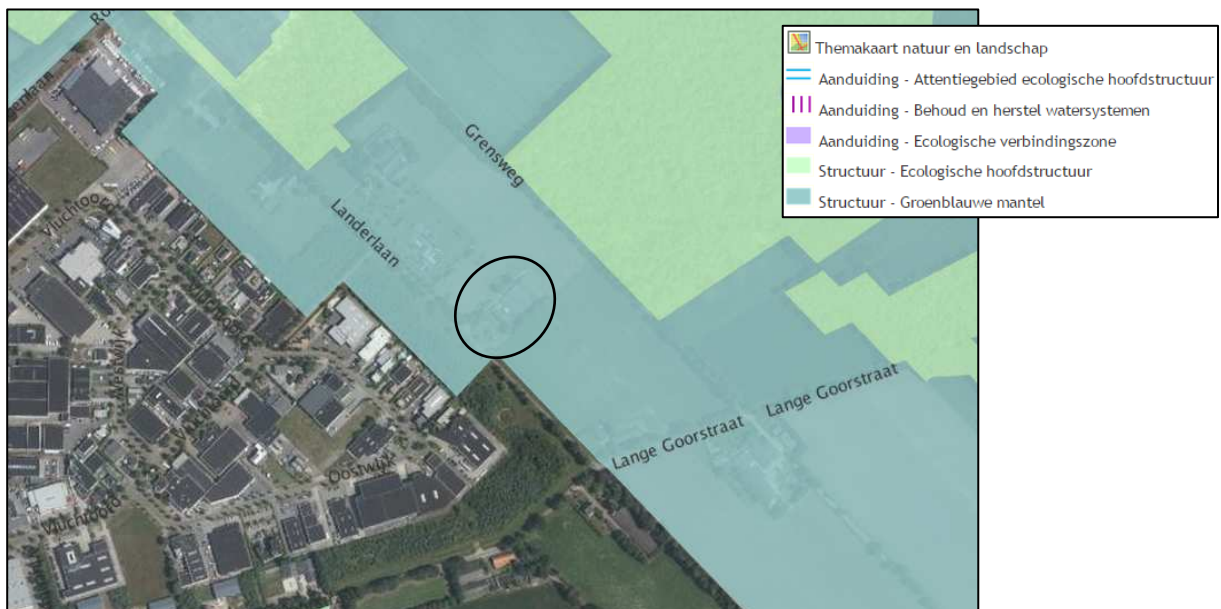 Themakaart natuur en landschap
Aanduiding - Attentiegebied ecologische hoofdstructuur
Aanduiding - Behoud en herstel watersystemen
Aanduiding - Ecologische verbindingszone
Structuur - Ecologische hoofdstructuur
Structuur - Groenblauwe mantel
Grensweg
Landerlaan
Lange Goorstraat
Lange Goorstraat
Oostwijk
Westwijk
Vluchtoord